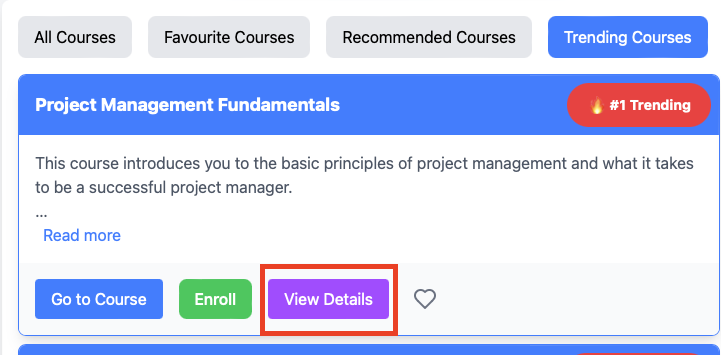 All Courses Favourite Courses Recommended Courses Trending Courses
Project Management Fundamentals 🔥 #1 Trending
This course introduces you to the basic principles of project management and what it takes
to be a successful project manager.
...
Read more
Go to Course Enroll View Details